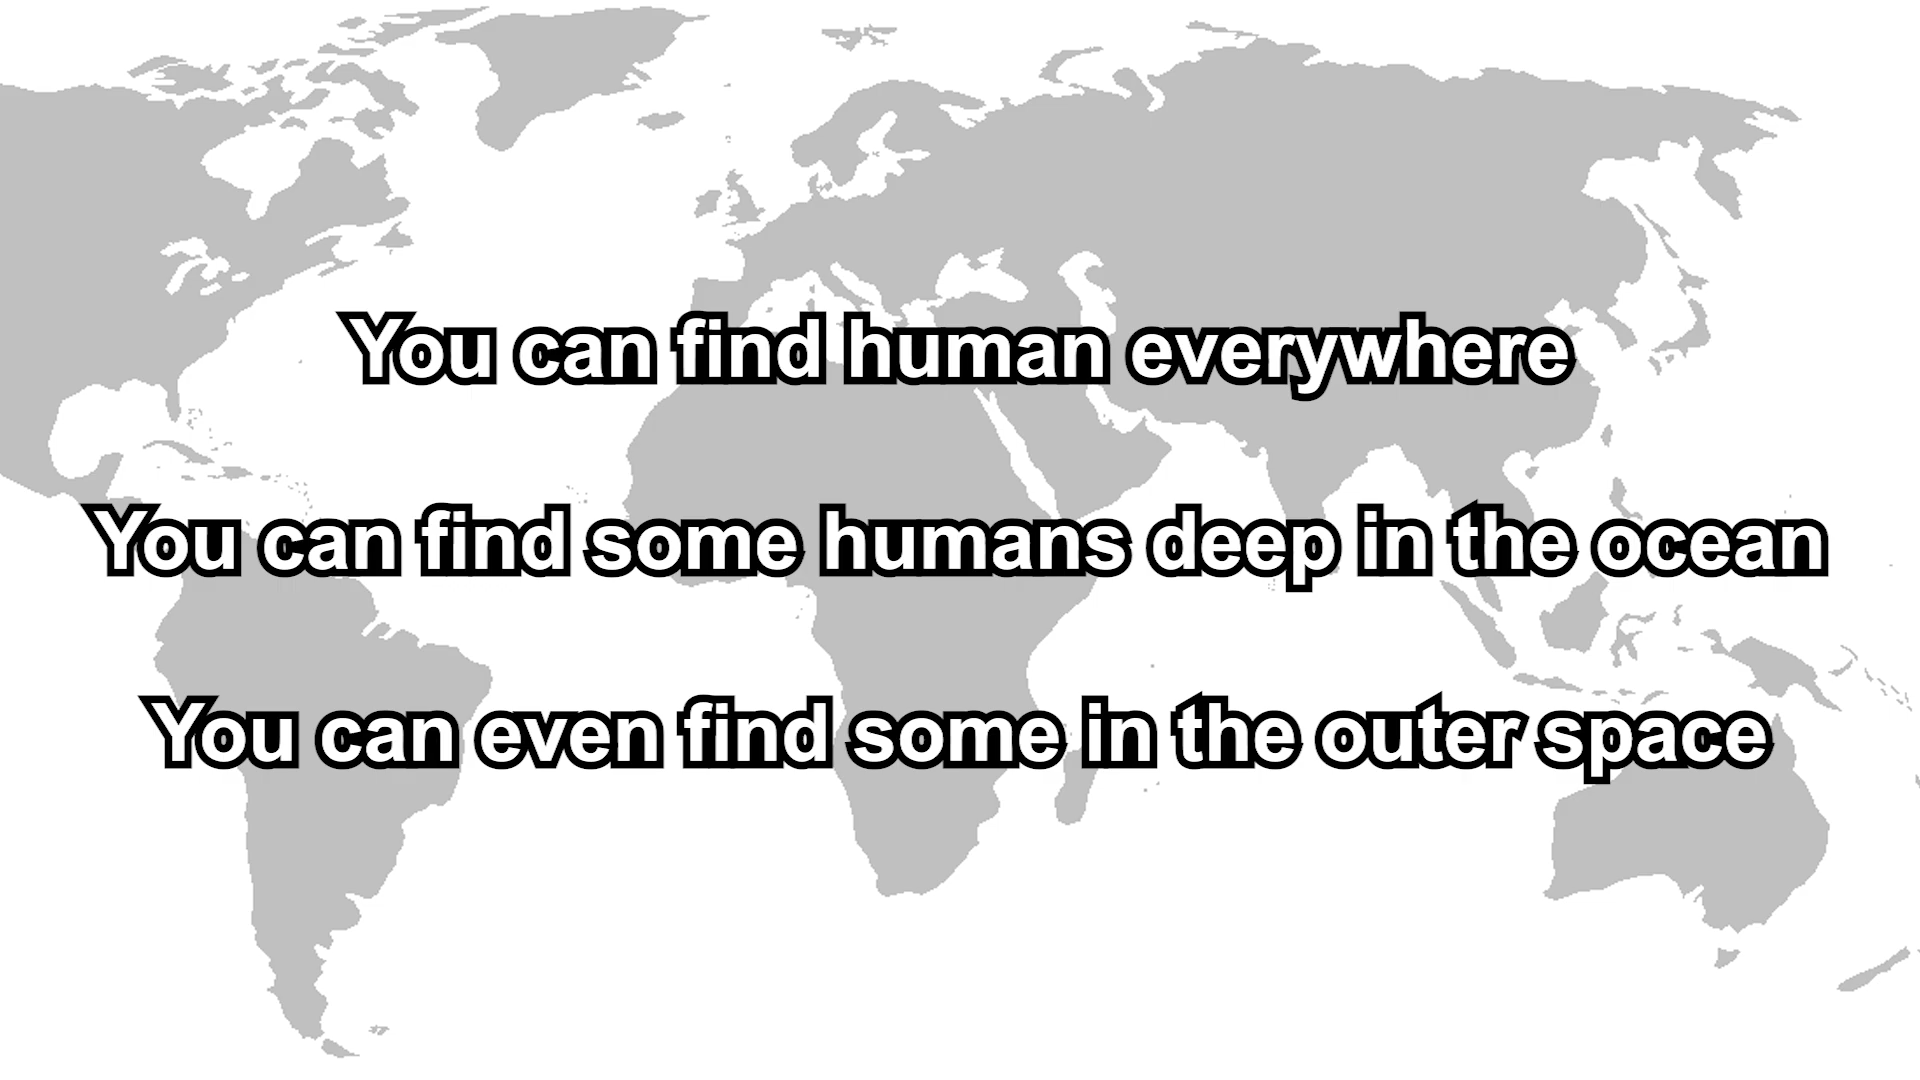 You can find human everywhere
You can find some humans deep in the ocean
You can even find some in the outer space